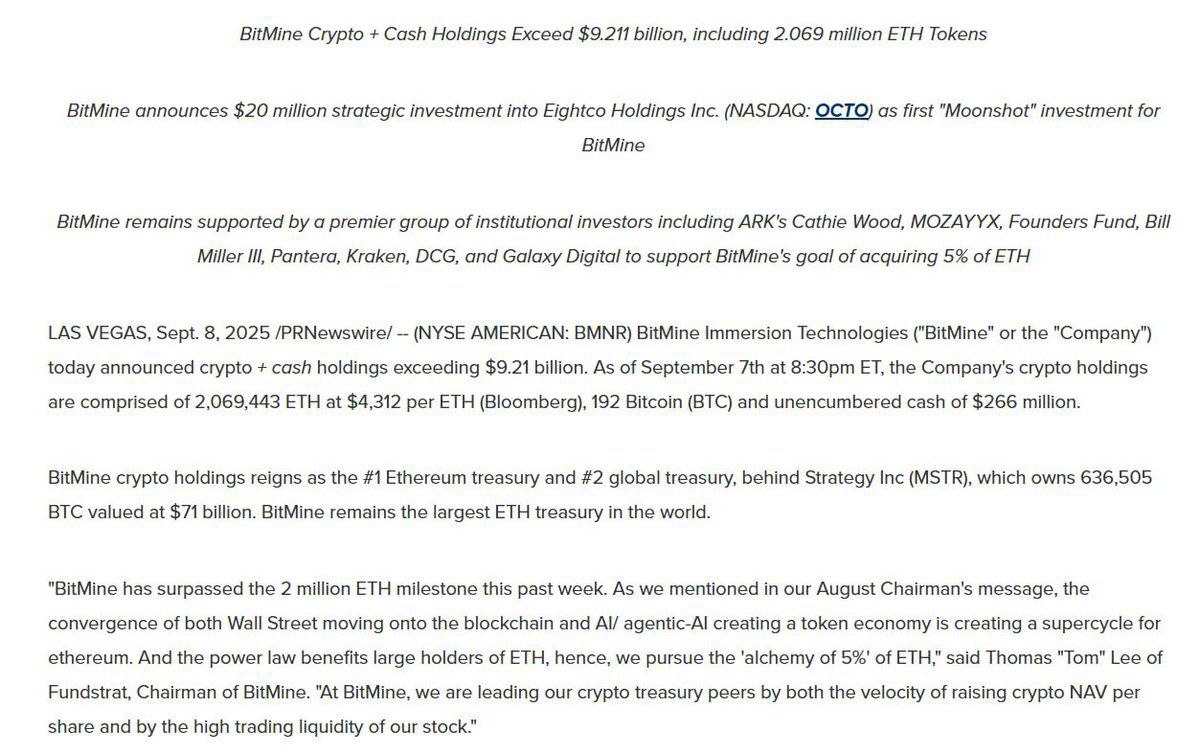 BitMine Crypto + Cash Holdings Exceed $9.211 billion, including 2.069 million ETH Tokens
BitMine announces $20 million strategic investment into Eightco Holdings Inc. (NASDAQ: OCTO) as first "Moonshot" investment for
BitMine
BitMine remains supported by a premier group of institutional investors including ARK's Cathie Wood, MOZAYYX, Founders Fund, Bill
Miller III, Pantera, Kraken, DCG, and Galaxy Digital to support BitMine's goal of acquiring 5% of ETH
LAS VEGAS, Sept. 8, 2025 /PRNewswire/ -- (NYSE AMERICAN: BMNR) BitMine Immersion Technologies ("BitMine" or the "Company")
today announced crypto + cash holdings exceeding $9.21 billion. As of September 7th at 8:30pm ET, the Company's crypto holdings
are comprised of 2,069,443 ETH at $4,312 per ETH (Bloomberg), 192 Bitcoin (BTC) and unencumbered cash of $266 million.
BitMine crypto holdings reigns as the #1 Ethereum treasury and #2 global treasury, behind Strategy Inc (MSTR), which owns 636,505
BTC valued at $71 billion. BitMine remains the largest ETH treasury in the world.
"BitMine has surpassed the 2 million ETH milestone this past week. As we mentioned in our August Chairman's message, the
convergence of both Wall Street moving onto the blockchain and AI/ agentic-AI creating a token economy is creating a supercycle for
ethereum. And the power law benefits large holders of ETH, hence, we pursue the 'alchemy of 5%' of ETH," said Thomas "Tom" Lee of
Fundstrat, Chairman of BitMine. "At BitMine, we are leading our crypto treasury peers by both the velocity of raising crypto NAV per
share and by the high trading liquidity of our stock."